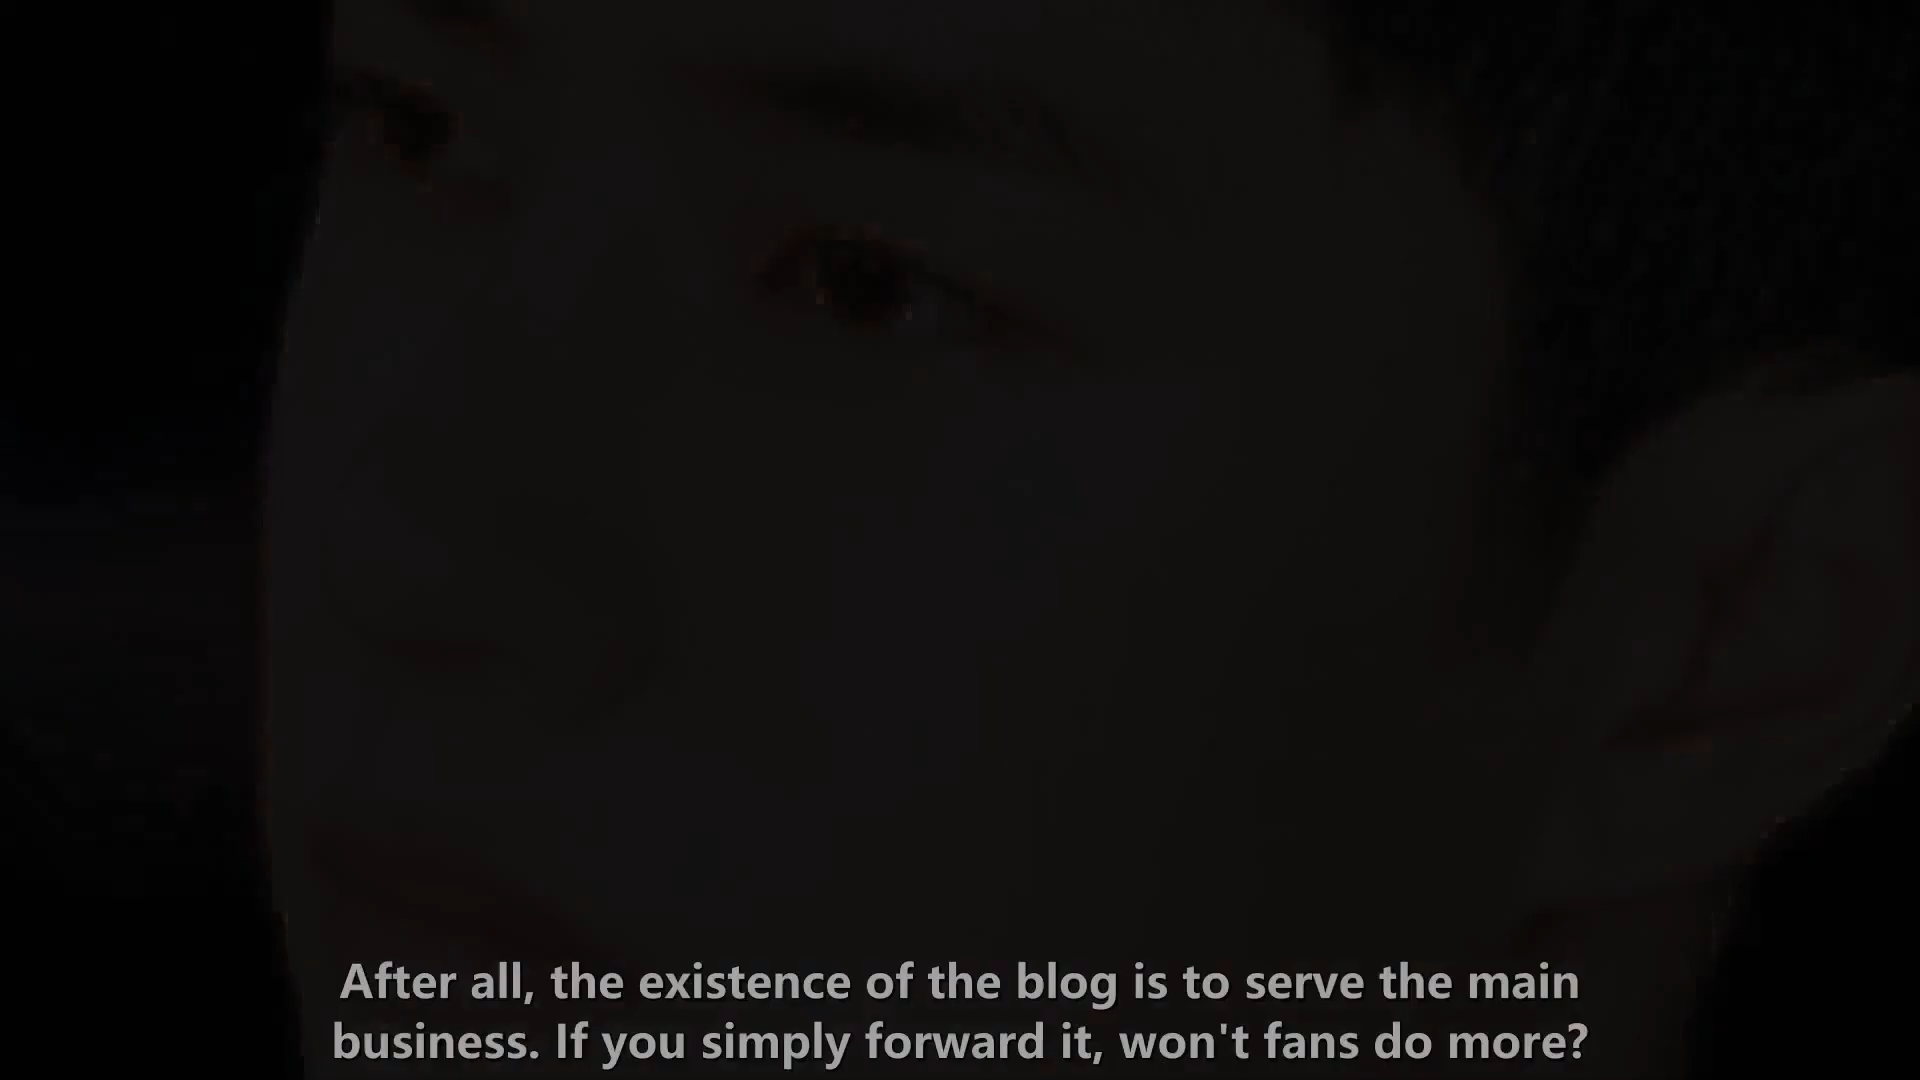 After all, the existence of the blog is to serve the main
business. If you simply forward it, won't fans do more?